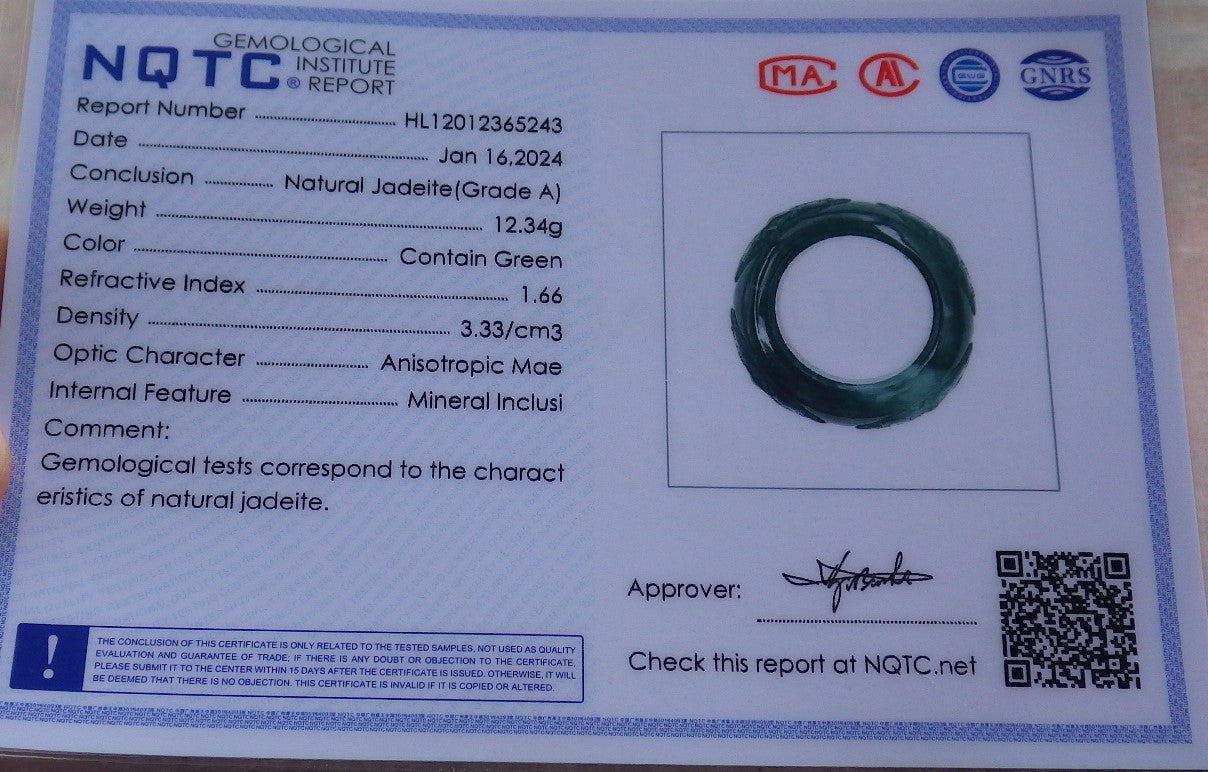 NQTC® GEMOLOGICAL INSTITUTE REPORT
Report Number HL12012365243
Date Jan 16,2024
Conclusion Natural Jadeite(Grade A)
Weight 12.34g
Color Contain Green
Refractive Index 1.66
Density 3.33/cm3
Optic Character Anisotropic Mae
Internal Feature Mineral Inclusi
Comment:
Gemological tests correspond to the charact
eristics of natural jadeite.
!
THE CONCLUSION OF THIS CERTIFICATE IS ONLY RELATED TO THE TESTED SAMPLES, NOT USED AS QUALITY
EVALUATION AND GUARANTEE OF TRADE; IF THERE IS ANY DOUBT OR OBJECTION TO THE CERTIFICATE,
PLEASE SUBMIT IT TO THE CENTER WITHIN 15 DAYS AFTER THE CERTIFICATE IS ISSUED. OTHERWISE, IT WILL
BE DEEMED THAT THERE IS NO OBJECTION. THIS CERTIFICATE IS INVALID IF IT IS COPIED OR ALTERED.
MA
GNRS
Approver:
Check this report at NQTC.net